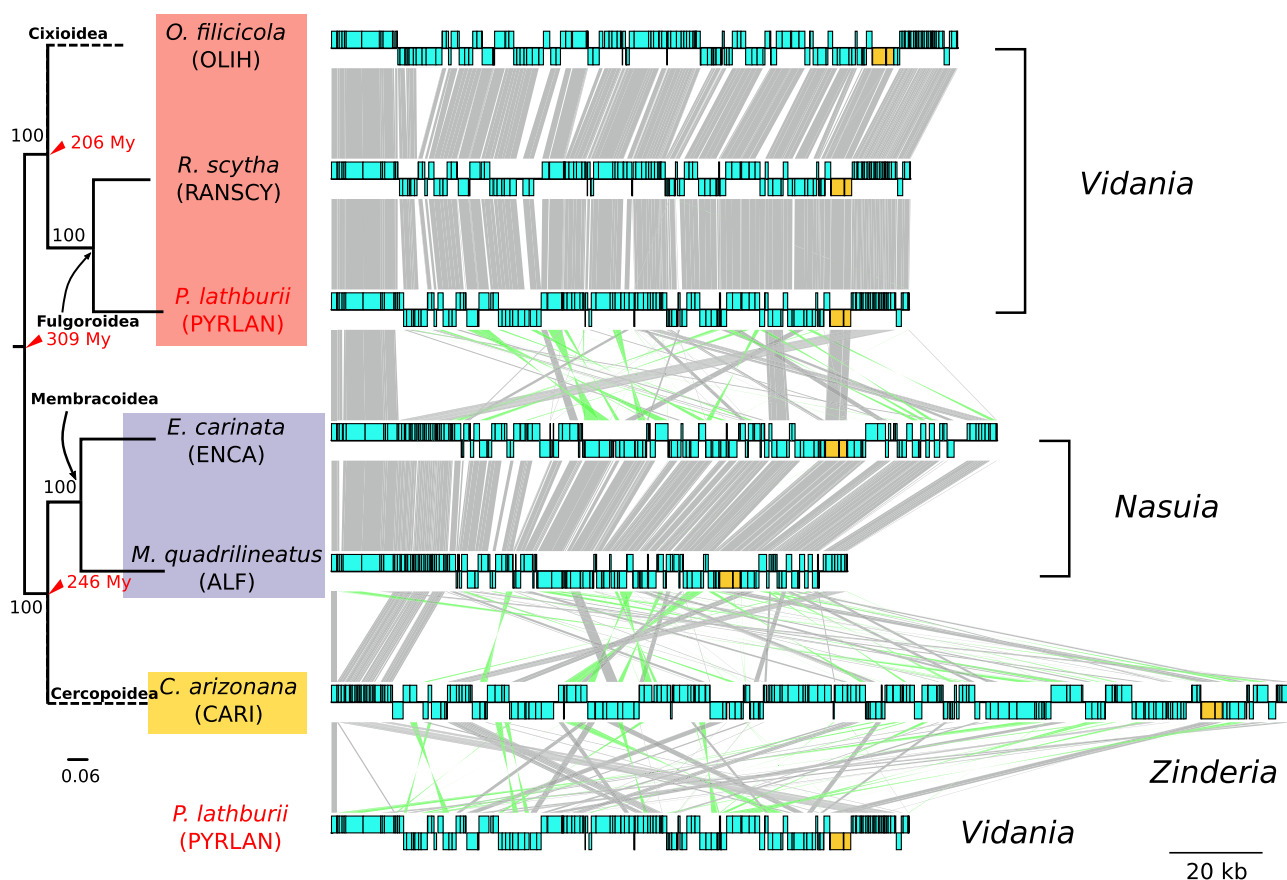 Cixioidea
O. filicicola
(OLIH)
100
206 My
R. scytha
(RANSCY)
Vidania
100
P. lathburii
(PYRLAN)
Fulgoroidea
309 My
Membracoidea
E. carinata
(ENCA)
100
Nasuia
M. quadrilineatus
(ALF)
246 My
100
Cercopoidea
C. arizonana
(CARI)
0.06
Zinderia
P. lathburii
(PYRLAN)
Vidania
20 kb